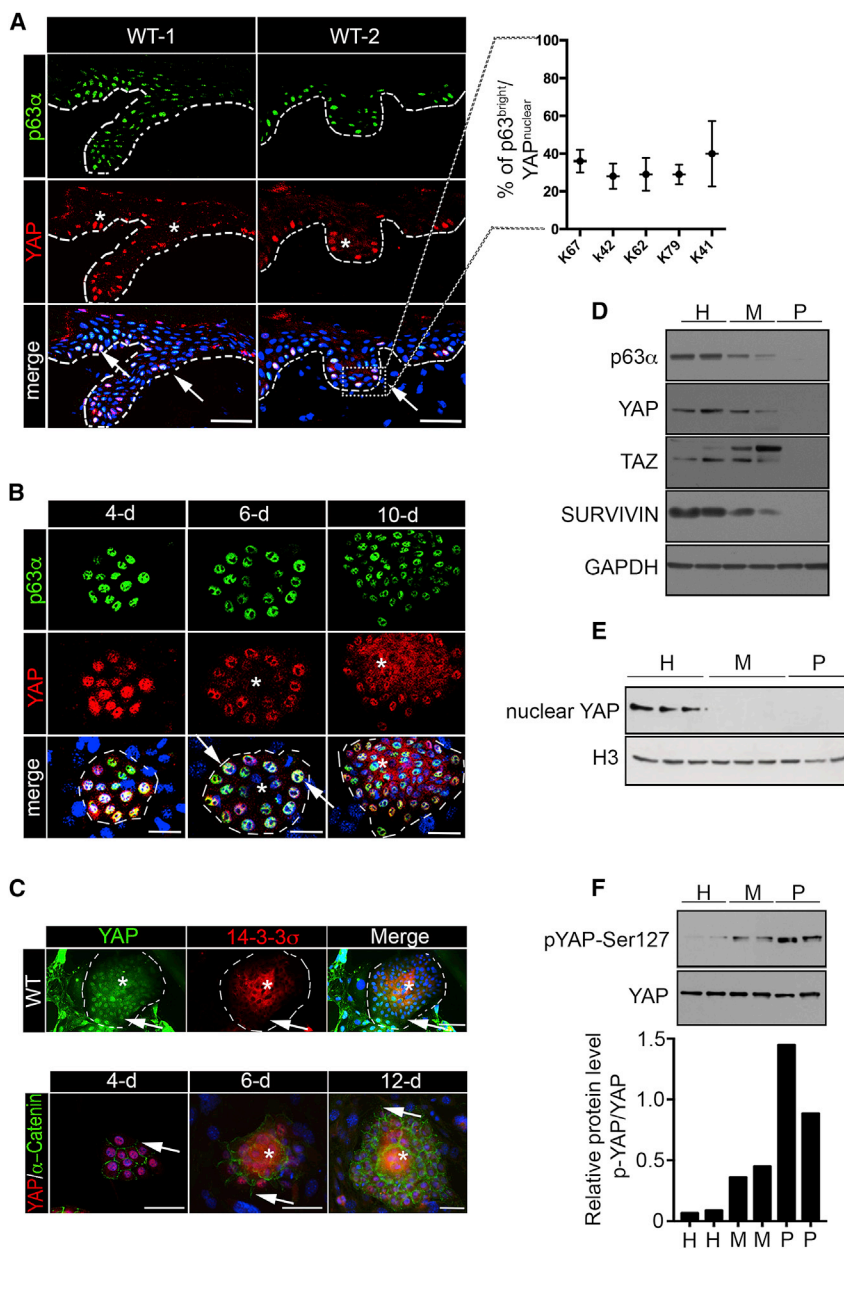 A
WT-1 WT-2
p63α
YAP
* * *
merge
% of p63bright/
YAPnuclear
100
80
60
40
20
0
K67 k42 K62 K79 K41
B
4-d 6-d 10-d
p63α
YAP
* *
merge
* *
C
YAP 14-3-3σ Merge
WT
* * *
4-d 6-d 12-d
YAP/α-Catenin
* *
D
H M P
p63α
YAP
TAZ
SURVIVIN
GAPDH
E
H M P
nuclear YAP
H3
F
H M P
pYAP-Ser127
YAP
Relative protein level
p-YAP/YAP
1.5
1.0
0.5
0
H H M M P P